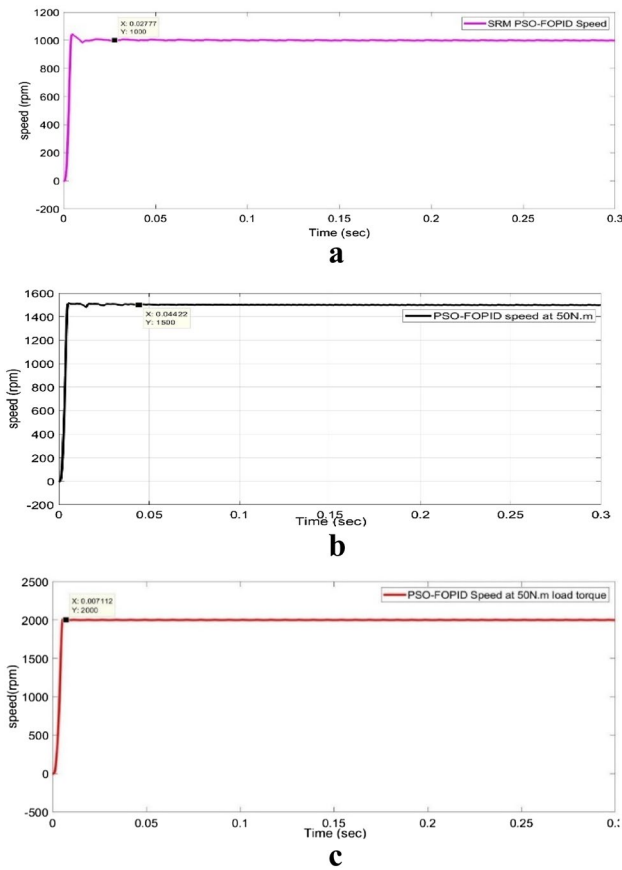 SRM PSO-FOPID Speed
X: 0.02777
Y: 1000
1200
1000
800
600
400
200
0
-200
speed (rpm)
0 0.05 0.1 0.15 0.2 0.25 0.3
Time (sec)
a
PSO-FOPID speed at 50N.m
X: 0.04422
Y: 1500
1600
1400
1200
1000
800
600
400
200
0
-200
speed (rpm)
0 0.05 0.1 0.15 0.2 0.25 0.3
Time (sec)
b
PSO-FOPID Speed at 50N.m load torque
X: 0.007112
Y: 2000
2500
2000
1500
1000
500
0
-500
speed(rpm)
0 0.05 0.1 0.15 0.2 0.25 0.:
Time (sec)
c